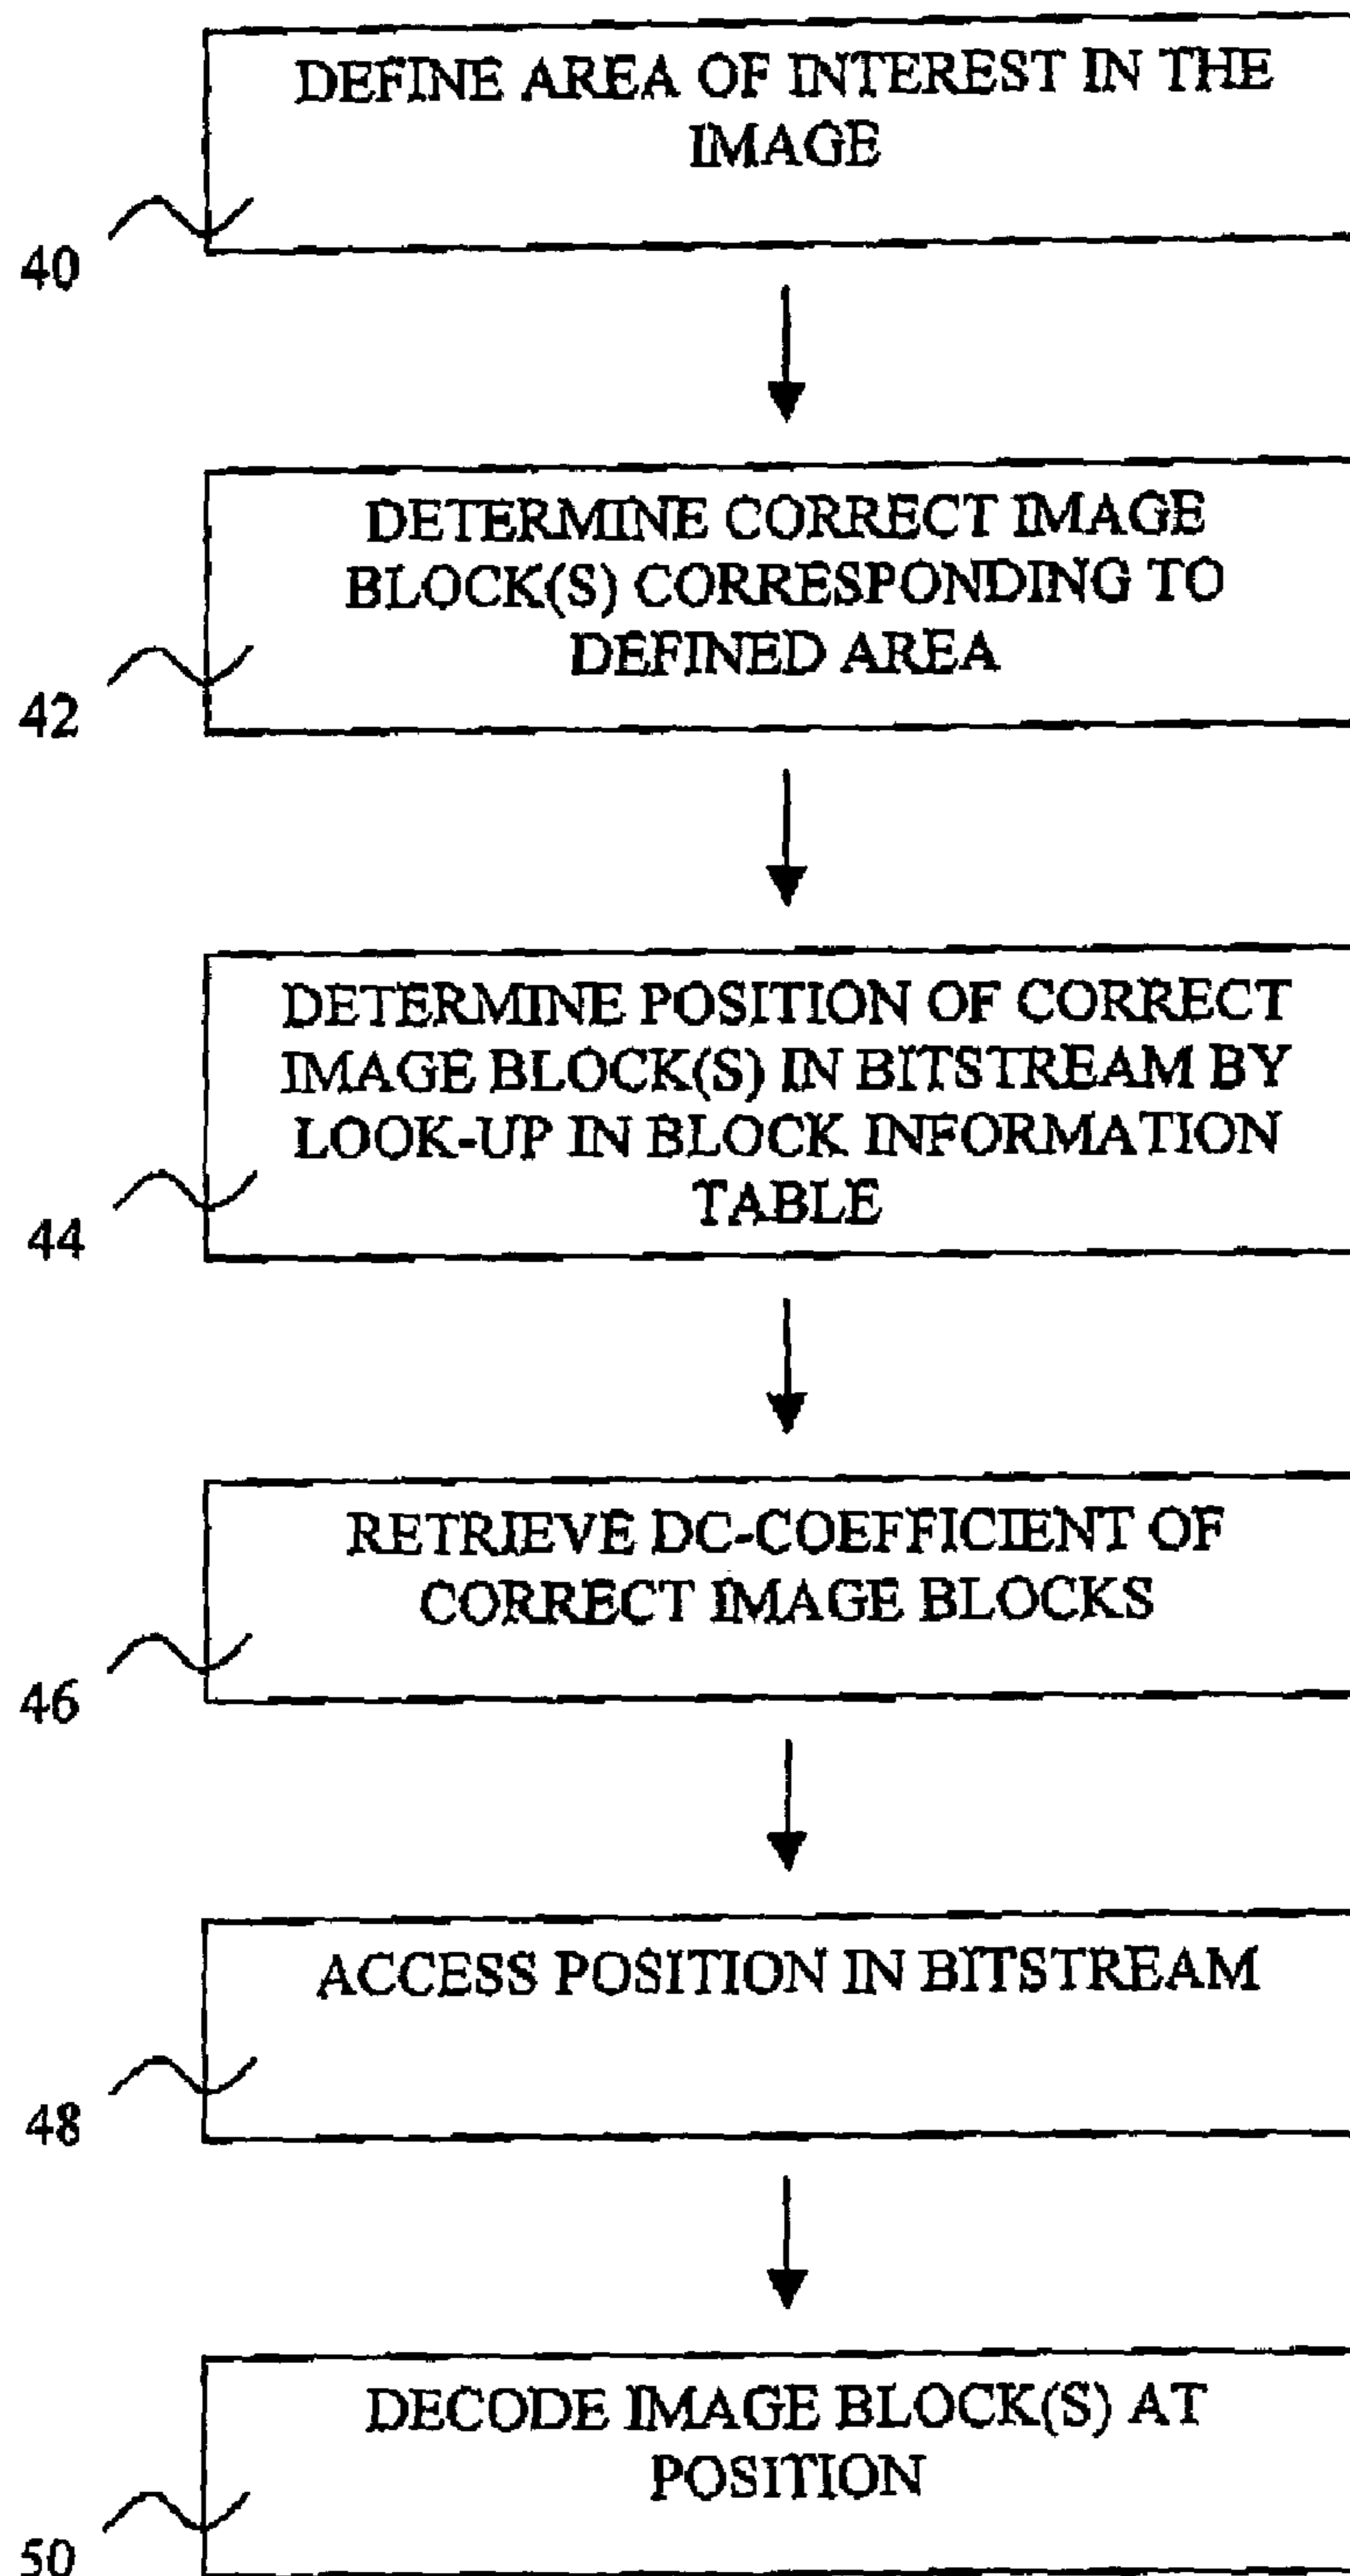 DEFINE AREA OF INTEREST IN THE
IMAGE
40
DETERMINE CORRECT IMAGE
BLOCK(S) CORRESPONDING TO
DEFINED AREA
42
DETERMINE POSITION OF CORRECT
IMAGE BLOCK(S) IN BITSTREAM BY
LOOK-UP IN BLOCK INFORMATION
TABLE
44
RETRIEVE DC-COEFFICIENT OF
CORRECT IMAGE BLOCKS
46
ACCESS POSITION IN BITSTREAM
48
DECODE IMAGE BLOCK(S) AT
POSITION
50